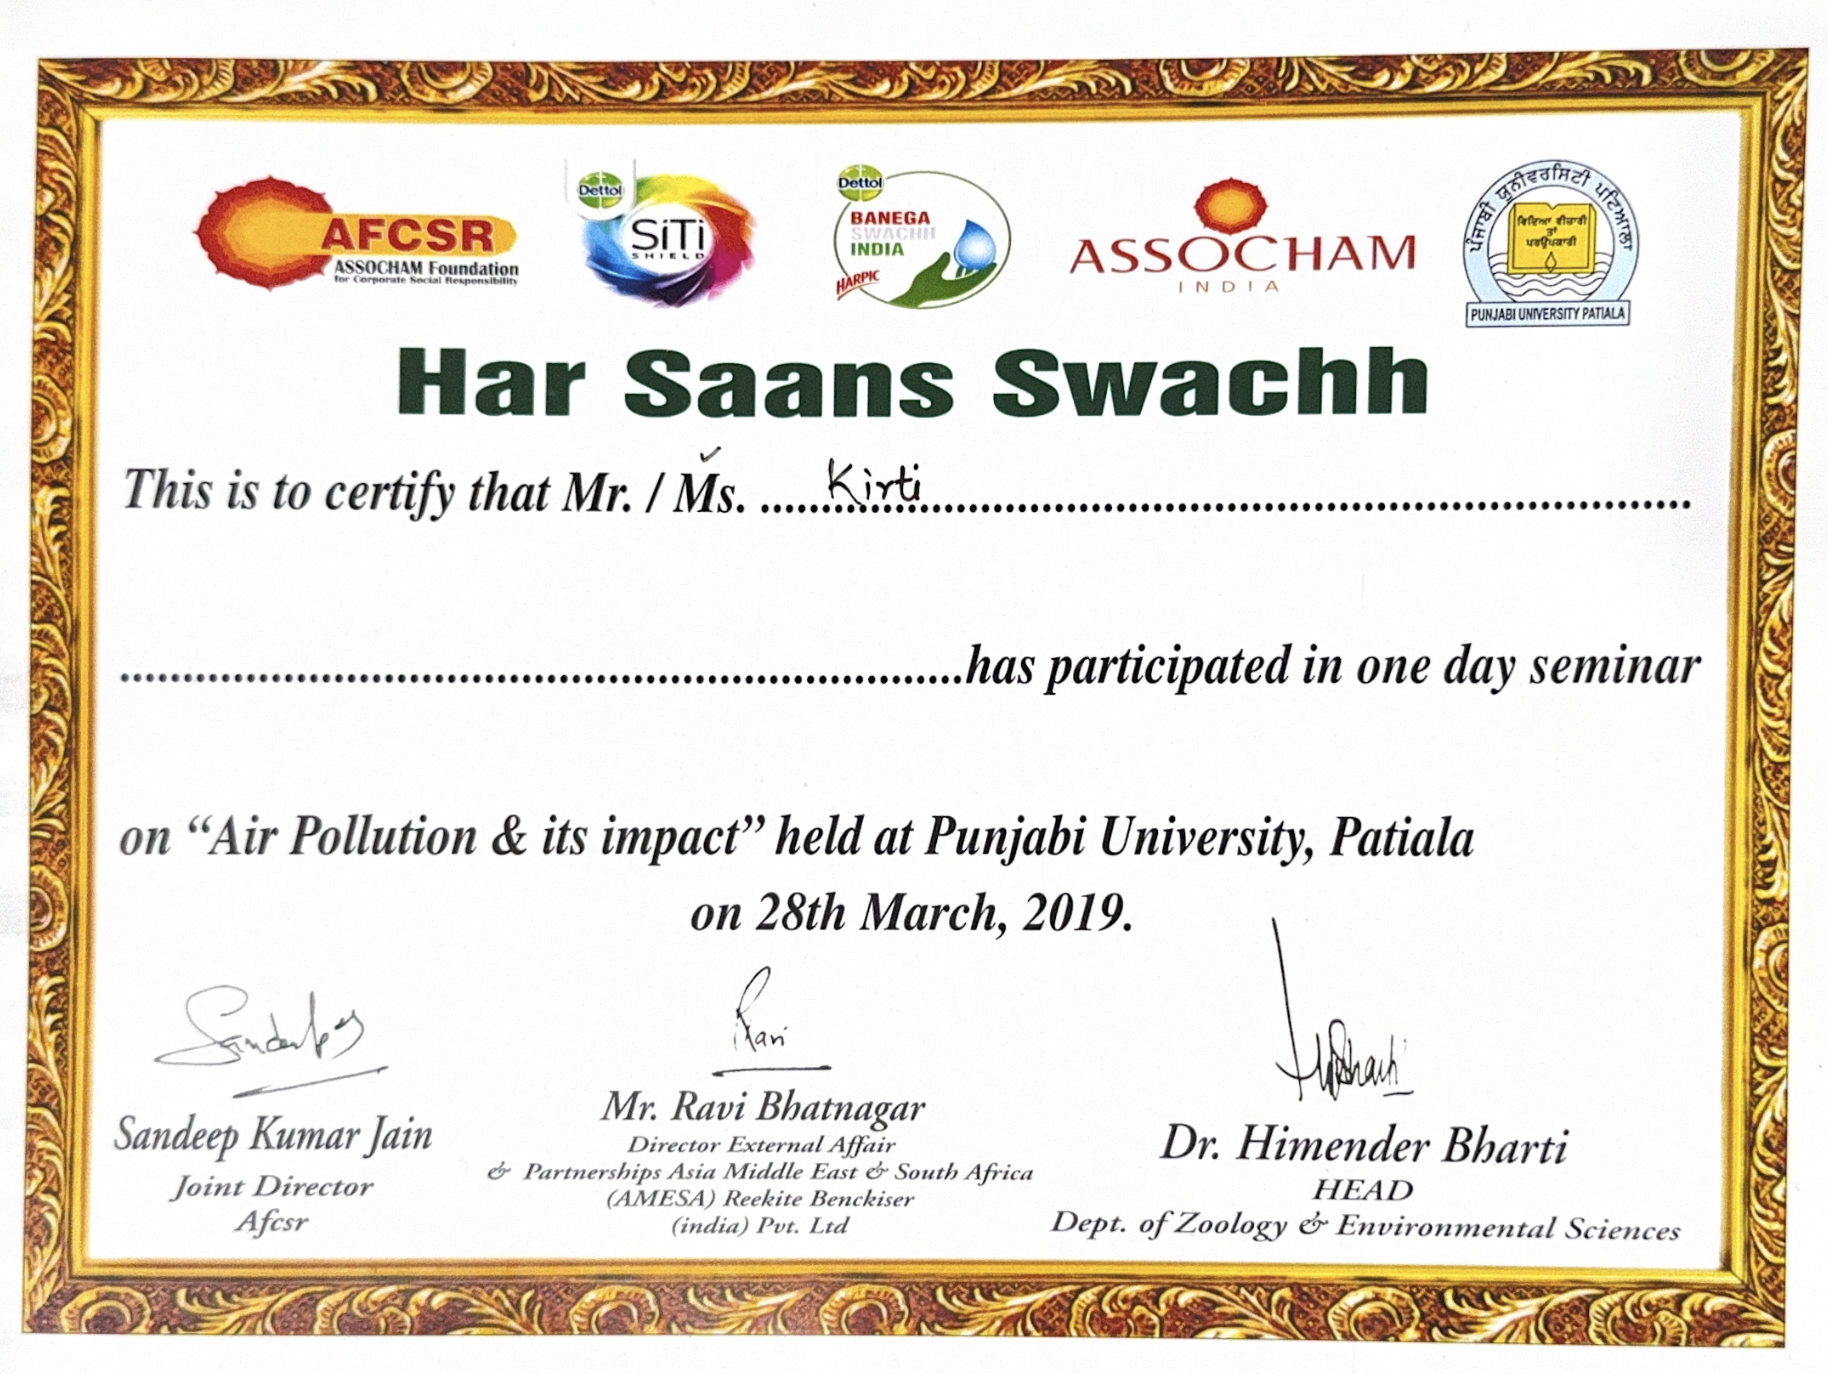 AFCSR
ASSOCHAM Foundation
for Corporate Social Responsibility
Dettol
SiTi
SHIELD
Dettol
BANEGA
SWACHH
INDIA
HARPIC
ASSOCHAM
INDIA
ਪੰਜਾਬੀ ਯੂਨੀਵਰਸਿਟੀ ਪਟਿਆਲਾ
ਵਿਦਿਆ ਵੀਚਾਰੀ
ਤਾਂ
ਪਰਉਪਕਾਰੀ
PUNJABI UNIVERSITY PATIALA
Har Saans Swachh
This is to certify that Mr. / Ms. ..... Kirti ..........
..........has participated in one day seminar
on “Air Pollution & its impact” held at Punjabi University, Patiala
on 28th March, 2019.
Ravi
Sandeep Kumar Jain
Joint Director
Afcsr
Mr. Ravi Bhatnagar
Director External Affair
& Partnerships Asia Middle East & South Africa
(AMESA) Reekite Benckiser
(india) Pvt. Ltd
Dr. Himender Bharti
HEAD
Dept. of Zoology & Environmental Sciences